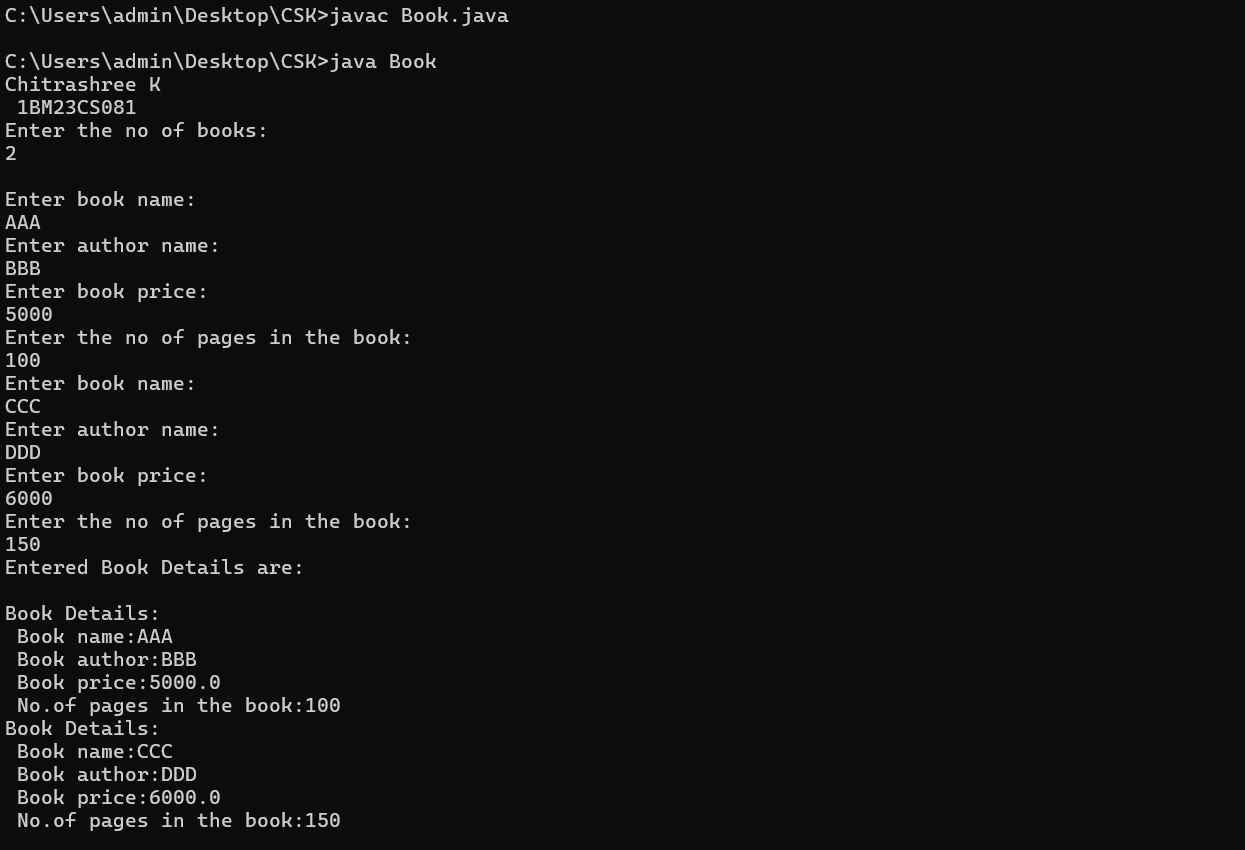 C:\Users\admin\Desktop\CSK>javac Book.java
C:\Users\admin\Desktop\CSK>java Book
Chitrashree K
1BM23CS081
Enter the no of books:
2
Enter book name:
AAA
Enter author name:
BBB
Enter book price:
5000
Enter the no of pages in the book:
100
Enter book name:
CCC
Enter author name:
DDD
Enter book price:
6000
Enter the no of pages in the book:
150
Entered Book Details are:
Book Details:
Book name:AAA
Book author:BBB
Book price:5000.0
No.of pages in the book:100
Book Details:
Book name:CCC
Book author:DDD
Book price:6000.0
No.of pages in the book:150